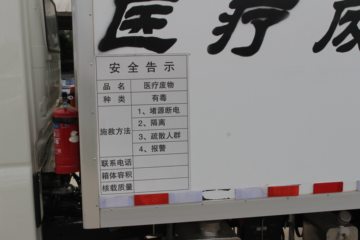 医疗废
安全告示
品名 医疗废物
种类 有毒
施救方法
1、堵源断电
2、隔离
3、疏散人群
4、报警
联系电话
箱体容积
核载质量